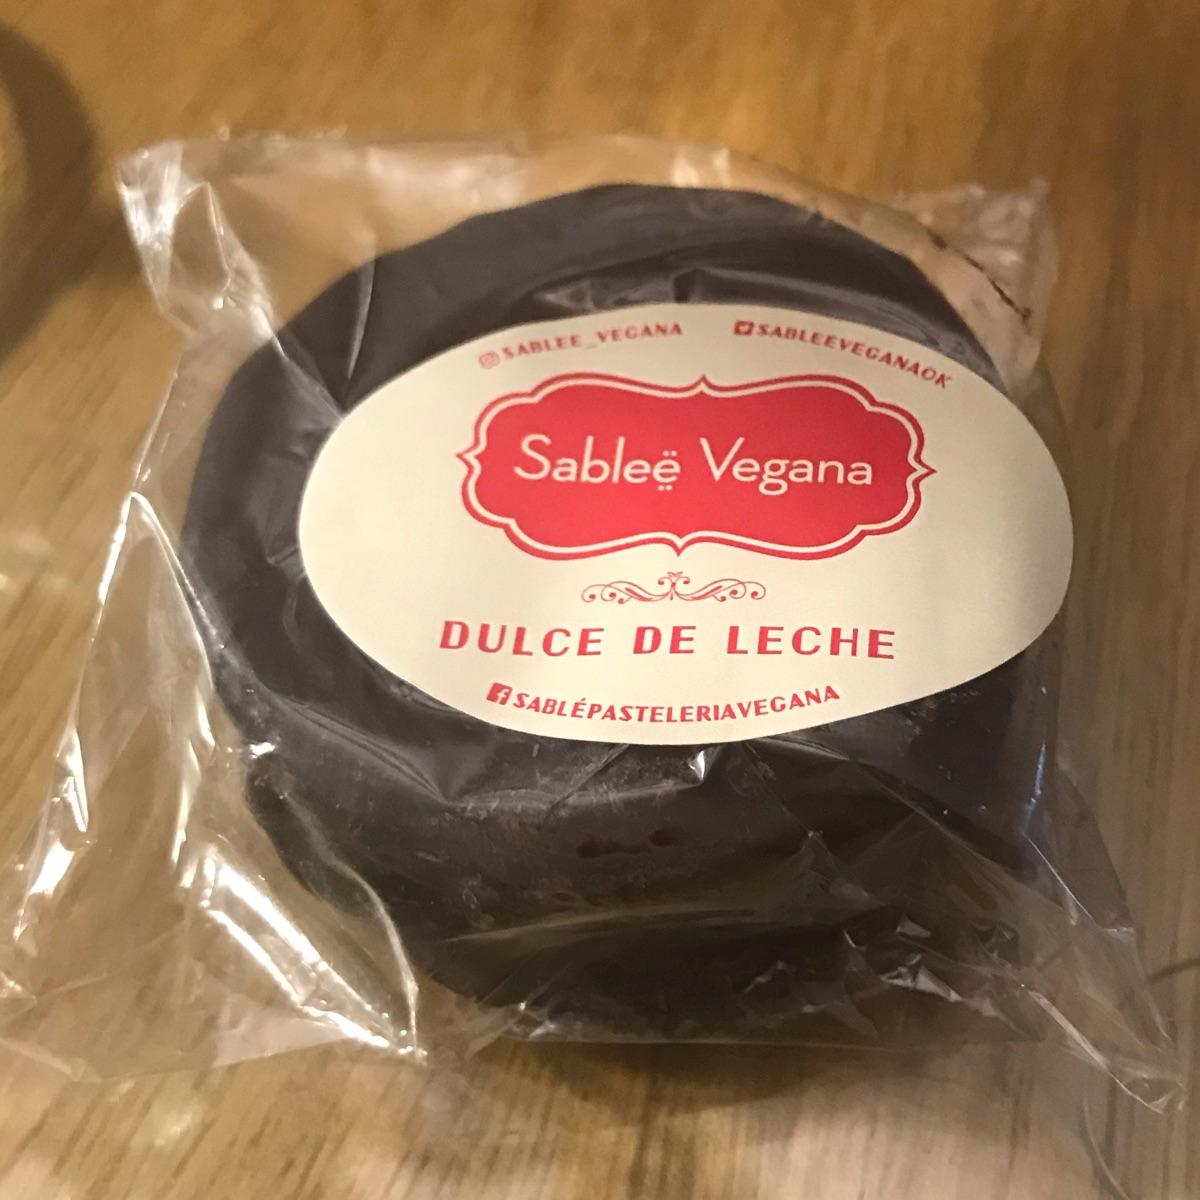 SABLEE_VEGANA
SABLEEVEGANAOK
Sableë Vegana
DULCE DE LECHE
SABLÉPASTELERIAVEGANA